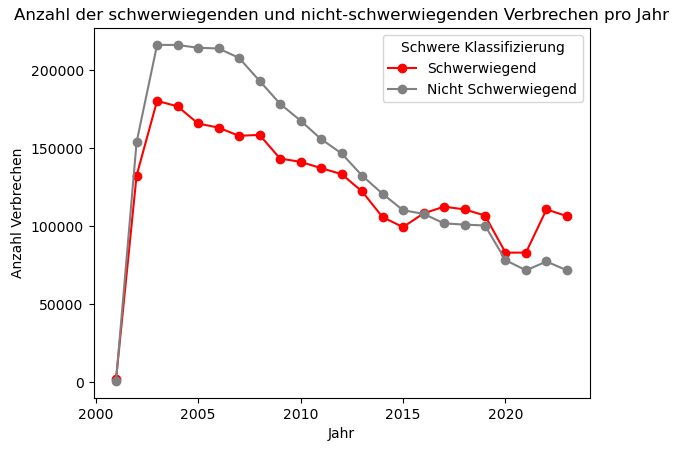 Anzahl der schwerwiegenden und nicht-schwerwiegenden Verbrechen pro Jahr
Schwere Klassifizierung
Schwerwiegend
Nicht Schwerwiegend
Anzahl Verbrechen
200000
150000
100000
50000
0
2000
2005
2010
2015
2020
Jahr